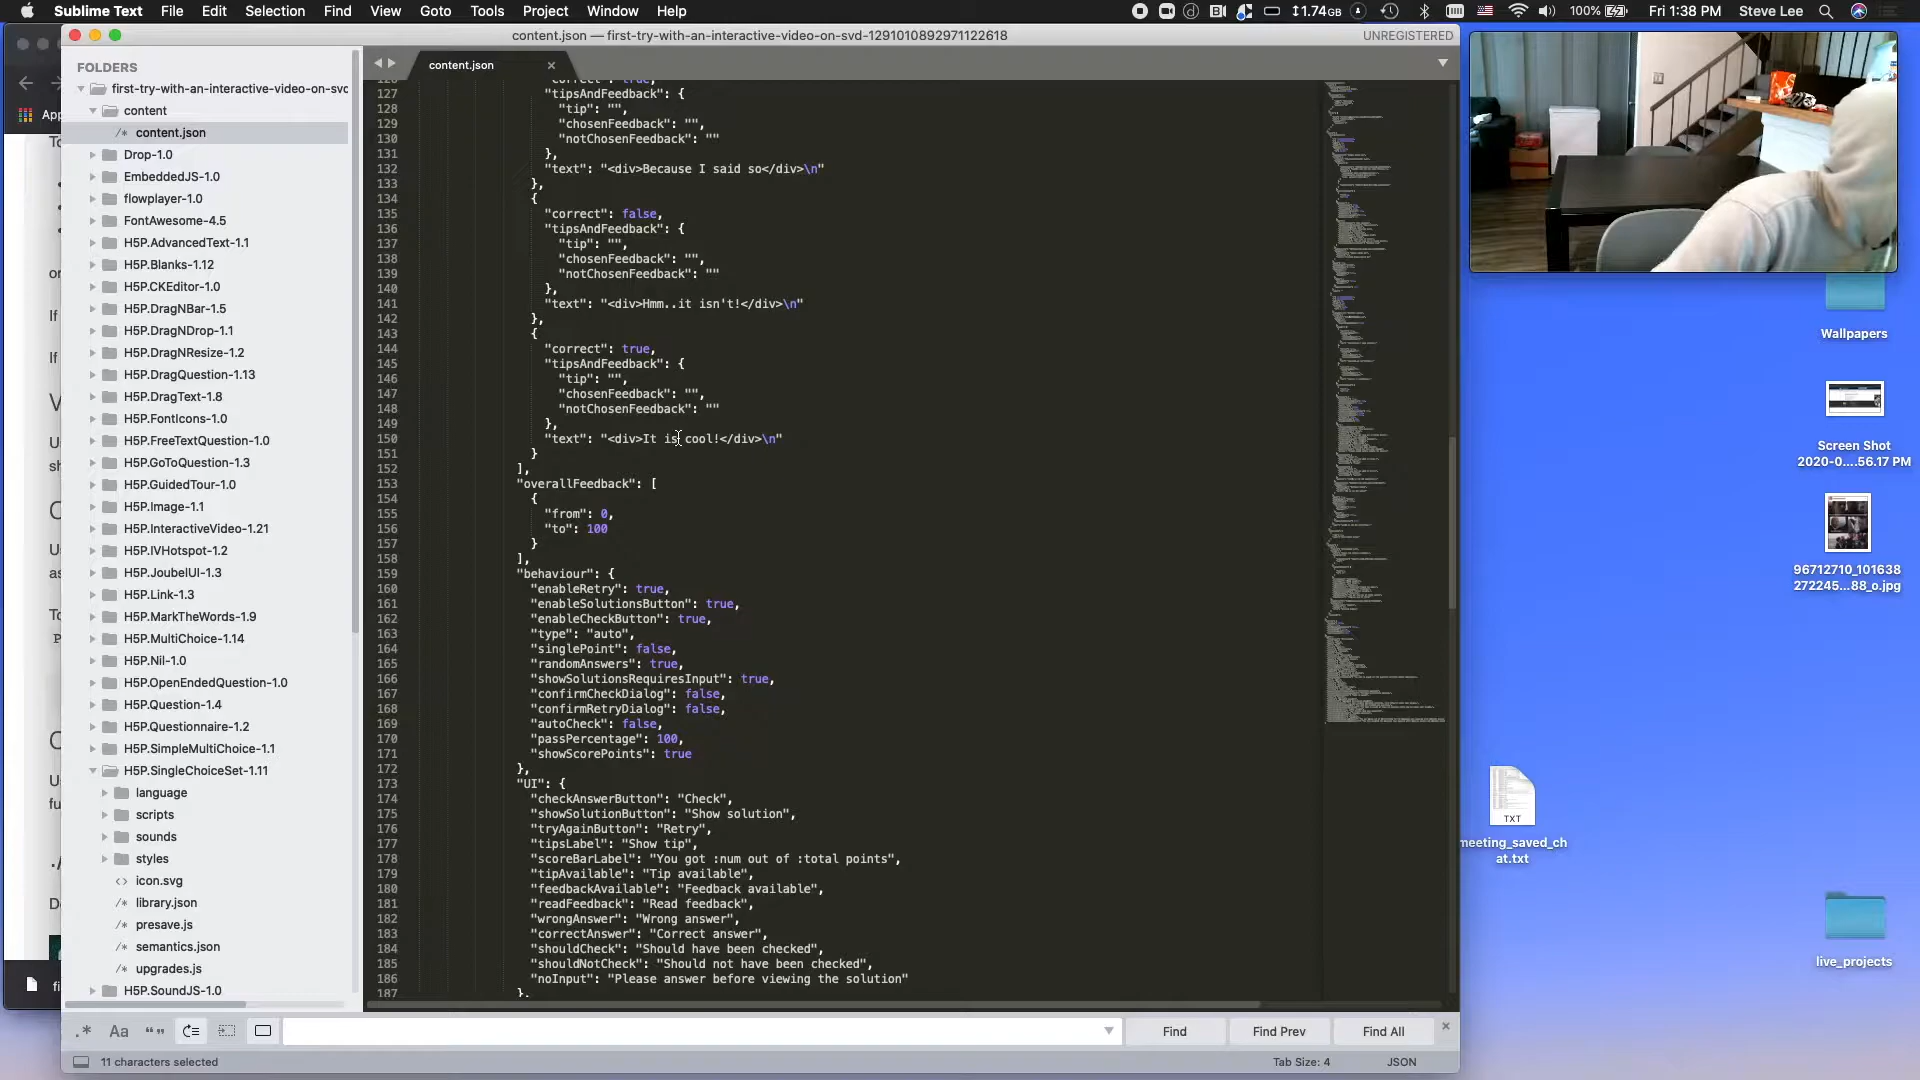 Sublime Text File Edit Selection Find View Goto Tools Project Window Help
1.74GB 100% Fri 1:38 PM Steve Lee
content.json — first-try-with-an-interactive-video-on-svd-1291010892971122618
UNREGISTERED
FOLDERS
first-try-with-an-interactive-video-on-svd
content
content.json
Drop-1.0
EmbeddedJS-1.0
flowplayer-1.0
FontAwesome-4.5
H5P.AdvancedText-1.1
H5P.Blanks-1.12
H5P.CKEditor-1.0
H5P.DragNBar-1.5
H5P.DragNDrop-1.1
H5P.DragNResize-1.2
H5P.DragQuestion-1.13
H5P.DragText-1.8
H5P.FontIcons-1.0
H5P.FreeTextQuestion-1.0
H5P.GoToQuestion-1.3
H5P.GuidedTour-1.0
H5P.Image-1.1
H5P.InteractiveVideo-1.21
H5P.IVHotspot-1.2
H5P.JoubelUI-1.3
H5P.Link-1.3
H5P.MarkTheWords-1.9
H5P.MultiChoice-1.14
H5P.Nil-1.0
H5P.OpenEndedQuestion-1.0
H5P.Question-1.4
H5P.Questionnaire-1.2
H5P.SimpleMultiChoice-1.1
H5P.SingleChoiceSet-1.11
language
scripts
sounds
styles
icon.svg
library.json
presave.js
semantics.json
upgrades.js
H5P.SoundJS-1.0
content.json
126 "correct": true,
127 "tipsAndFeedback": {
128 "tip": "",
129 "chosenFeedback": "",
130 "notChosenFeedback": ""
131 },
132 "text": "<div>Because I said so</div>\n"
133 },
134 {
135 "correct": false,
136 "tipsAndFeedback": {
137 "tip": "",
138 "chosenFeedback": "",
139 "notChosenFeedback": ""
140 },
141 "text": "<div>Hmm..it isn't!</div>\n"
142 },
143 {
144 "correct": true,
145 "tipsAndFeedback": {
146 "tip": "",
147 "chosenFeedback": "",
148 "notChosenFeedback": ""
149 },
150 "text": "<div>It is cool!</div>\n"
151 }
152 ],
153 "overallFeedback": [
154 {
155 "from": 0,
156 "to": 100
157 }
158 ],
159 "behaviour": {
160 "enableRetry": true,
161 "enableSolutionsButton": true,
162 "enableCheckButton": true,
163 "type": "auto",
164 "singlePoint": false,
165 "randomAnswers": true,
166 "showSolutionsRequiresInput": true,
167 "confirmCheckDialog": false,
168 "confirmRetryDialog": false,
169 "autoCheck": false,
170 "passPercentage": 100,
171 "showScorePoints": true
172 },
173 "UI": {
174 "checkAnswerButton": "Check",
175 "showSolutionButton": "Show solution",
176 "tryAgainButton": "Retry",
177 "tipsLabel": "Show tip",
178 "scoreBarLabel": "You got :num out of :total points",
179 "tipAvailable": "Tip available",
180 "feedbackAvailable": "Feedback available",
181 "readFeedback": "Read feedback",
182 "wrongAnswer": "Wrong answer",
183 "correctAnswer": "Correct answer",
184 "shouldCheck": "Should have been checked",
185 "shouldNotCheck": "Should not have been checked",
186 "noInput": "Please answer before viewing the solution"
187 },
.* Aa “” Find Find Prev Find All
11 characters selected
Tab Size: 4 JSON
Wallpapers
Screen Shot
2020-0....56.17 PM
96712710_101638
272245...88_o.jpg
TXT
meeting_saved_ch
at.txt
live_projects